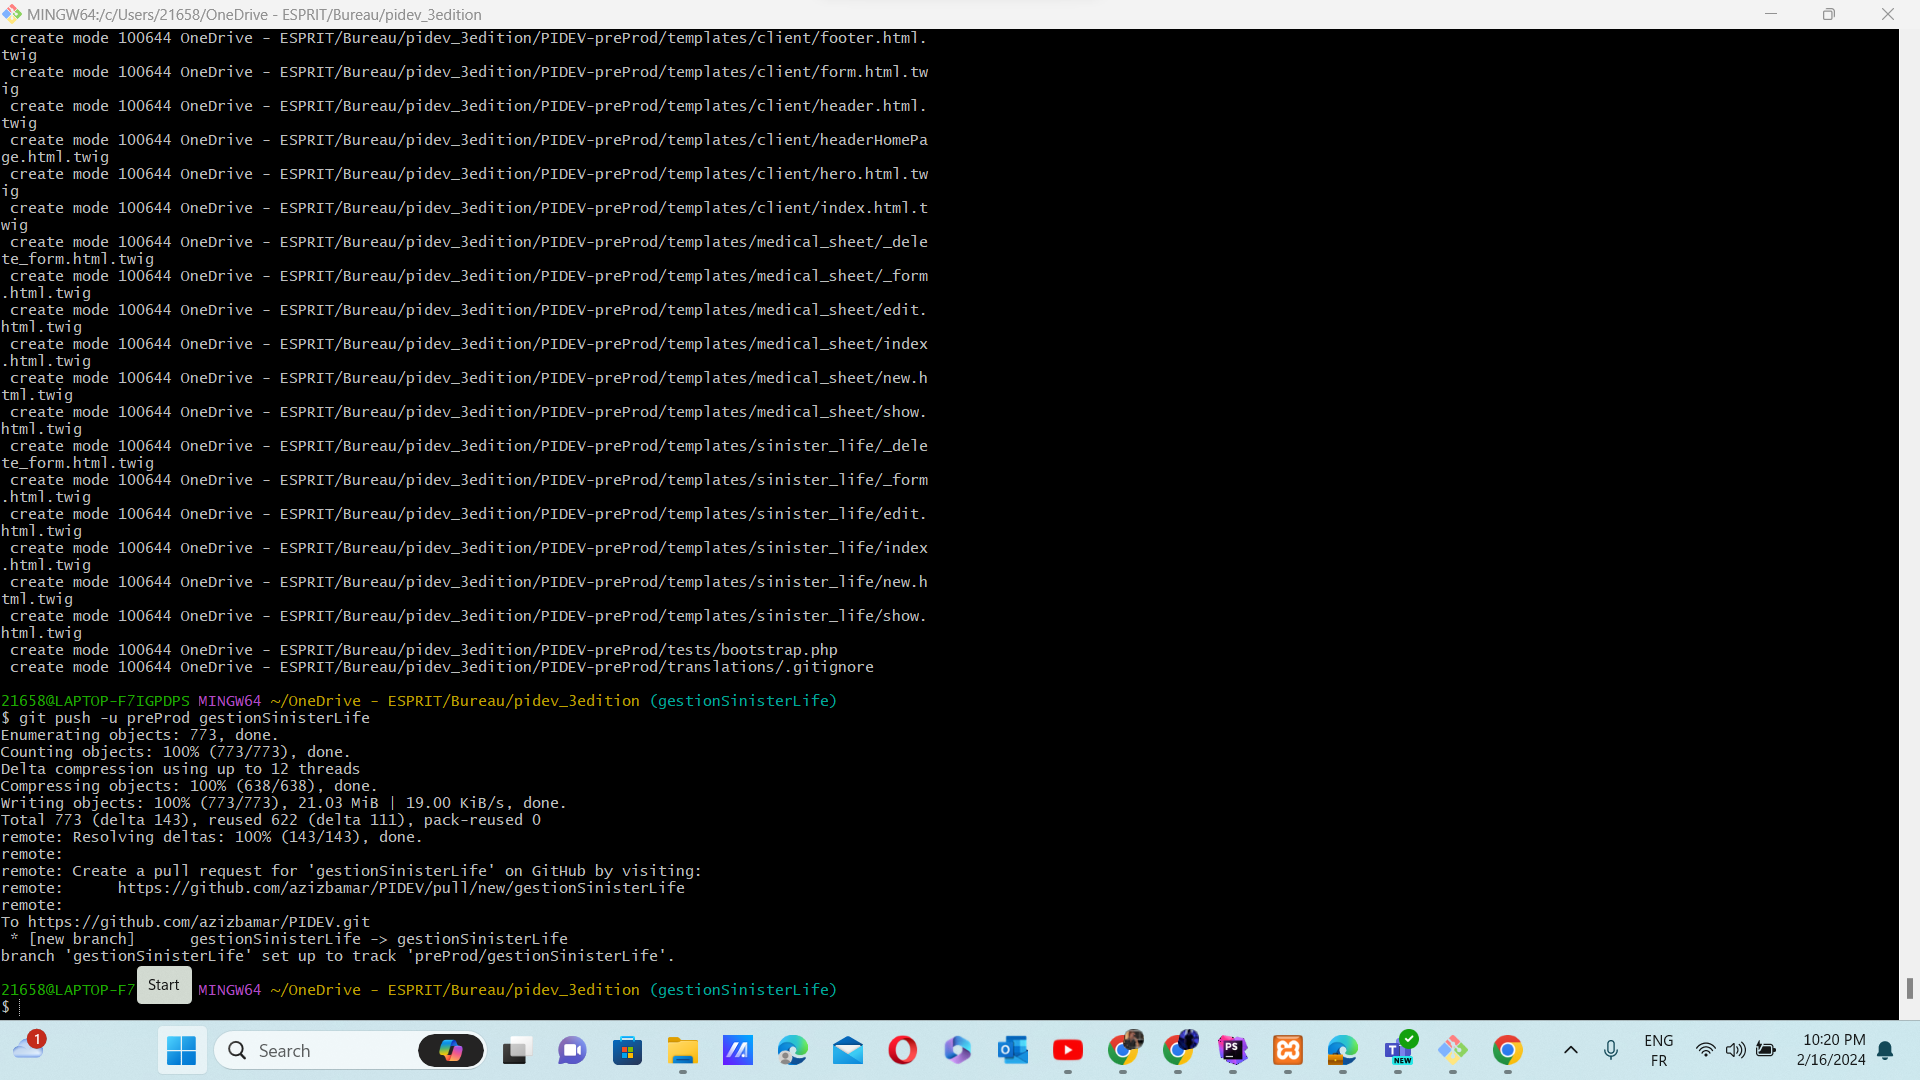 MINGW64:/c/Users/21658/OneDrive - ESPRIT/Bureau/pidev_3edition
create mode 100644 OneDrive - ESPRIT/Bureau/pidev_3edition/PIDEV-preProd/templates/client/footer.html.
twig
create mode 100644 OneDrive - ESPRIT/Bureau/pidev_3edition/PIDEV-preProd/templates/client/form.html.tw
ig
create mode 100644 OneDrive - ESPRIT/Bureau/pidev_3edition/PIDEV-preProd/templates/client/header.html.
twig
create mode 100644 OneDrive - ESPRIT/Bureau/pidev_3edition/PIDEV-preProd/templates/client/headerHomePa
ge.html.twig
create mode 100644 OneDrive - ESPRIT/Bureau/pidev_3edition/PIDEV-preProd/templates/client/hero.html.tw
ig
create mode 100644 OneDrive - ESPRIT/Bureau/pidev_3edition/PIDEV-preProd/templates/client/index.html.t
wig
create mode 100644 OneDrive - ESPRIT/Bureau/pidev_3edition/PIDEV-preProd/templates/medical_sheet/_dele
te_form.html.twig
create mode 100644 OneDrive - ESPRIT/Bureau/pidev_3edition/PIDEV-preProd/templates/medical_sheet/_form
.html.twig
create mode 100644 OneDrive - ESPRIT/Bureau/pidev_3edition/PIDEV-preProd/templates/medical_sheet/edit.
html.twig
create mode 100644 OneDrive - ESPRIT/Bureau/pidev_3edition/PIDEV-preProd/templates/medical_sheet/index
.html.twig
create mode 100644 OneDrive - ESPRIT/Bureau/pidev_3edition/PIDEV-preProd/templates/medical_sheet/new.h
tml.twig
create mode 100644 OneDrive - ESPRIT/Bureau/pidev_3edition/PIDEV-preProd/templates/medical_sheet/show.
html.twig
create mode 100644 OneDrive - ESPRIT/Bureau/pidev_3edition/PIDEV-preProd/templates/sinister_life/_dele
te_form.html.twig
create mode 100644 OneDrive - ESPRIT/Bureau/pidev_3edition/PIDEV-preProd/templates/sinister_life/_form
.html.twig
create mode 100644 OneDrive - ESPRIT/Bureau/pidev_3edition/PIDEV-preProd/templates/sinister_life/edit.
html.twig
create mode 100644 OneDrive - ESPRIT/Bureau/pidev_3edition/PIDEV-preProd/templates/sinister_life/index
.html.twig
create mode 100644 OneDrive - ESPRIT/Bureau/pidev_3edition/PIDEV-preProd/templates/sinister_life/new.h
tml.twig
create mode 100644 OneDrive - ESPRIT/Bureau/pidev_3edition/PIDEV-preProd/templates/sinister_life/show.
html.twig
create mode 100644 OneDrive - ESPRIT/Bureau/pidev_3edition/PIDEV-preProd/tests/bootstrap.php
create mode 100644 OneDrive - ESPRIT/Bureau/pidev_3edition/PIDEV-preProd/translations/.gitignore
21658@LAPTOP-F7IGPDPS MINGW64 ~/OneDrive - ESPRIT/Bureau/pidev_3edition (gestionSinisterLife)
$ git push -u preProd gestionSinisterLife
Enumerating objects: 773, done.
Counting objects: 100% (773/773), done.
Delta compression using up to 12 threads
Compressing objects: 100% (638/638), done.
Writing objects: 100% (773/773), 21.03 MiB | 19.00 KiB/s, done.
Total 773 (delta 143), reused 622 (delta 111), pack-reused 0
remote: Resolving deltas: 100% (143/143), done.
remote:
remote: Create a pull request for 'gestionSinisterLife' on GitHub by visiting:
remote:      https://github.com/azizbamar/PIDEV/pull/new/gestionSinisterLife
remote:
To https://github.com/azizbamar/PIDEV.git
* [new branch]      gestionSinisterLife -> gestionSinisterLife
branch 'gestionSinisterLife' set up to track 'preProd/gestionSinisterLife'.
21658@LAPTOP-F7 Start MINGW64 ~/OneDrive - ESPRIT/Bureau/pidev_3edition (gestionSinisterLife)
$
1
Search
PS
NEW
ENG
FR
10:20 PM
2/16/2024